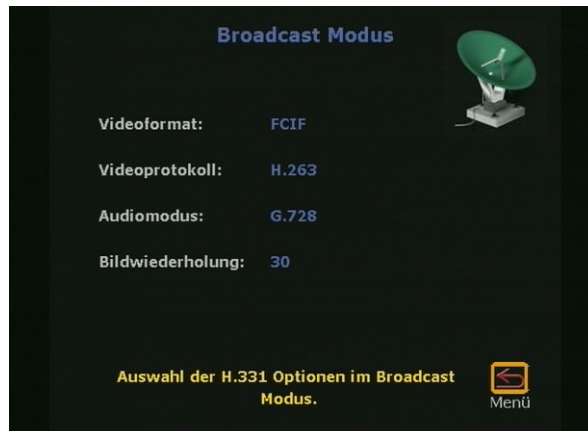 Broadcast Modus
Videoformat: FCIF
Videoprotokoll: H.263
Audiomodus: G.728
Bildwiederholung: 30
Auswahl der H.331 Optionen im Broadcast
Modus.
Menü